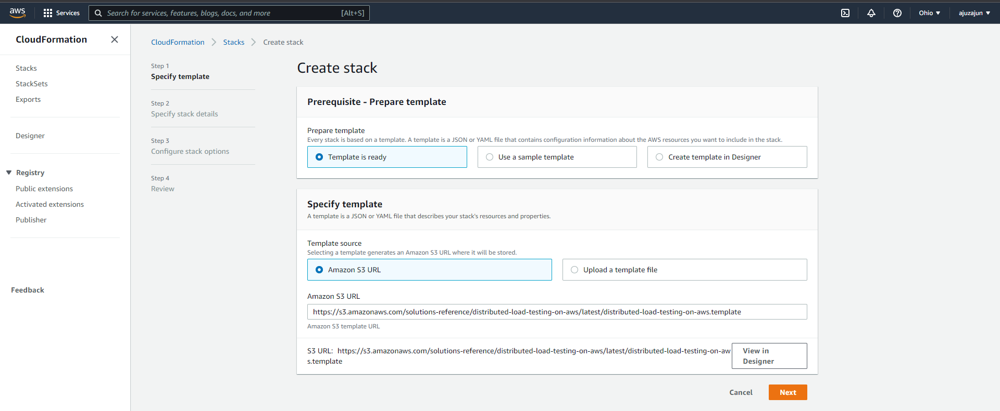 aws Services Search for services, features, blogs, docs, and more [Alt+S] Ohio ajuzajun
CloudFormation
Stacks
StackSets
Exports
Designer
Registry
Public extensions
Activated extensions
Publisher
Feedback
CloudFormation Stacks Create stack
Step 1
Specify template
Step 2
Specify stack details
Step 3
Configure stack options
Step 4
Review
Create stack
Prerequisite - Prepare template
Prepare template
Every stack is based on a template. A template is a JSON or YAML file that contains configuration information about the AWS resources you want to include in the stack.
Template is ready Use a sample template Create template in Designer
Specify template
A template is a JSON or YAML file that describes your stack's resources and properties.
Template source
Selecting a template generates an Amazon S3 URL where it will be stored.
Amazon S3 URL Upload a template file
Amazon S3 URL
https://s3.amazonaws.com/solutions-reference/distributed-load-testing-on-aws/latest/distributed-load-testing-on-aws.template
Amazon S3 template URL
S3 URL: https://s3.amazonaws.com/solutions-reference/distributed-load-testing-on-aws/latest/distributed-load-testing-on-aw
s.template
View in
Designer
Cancel Next